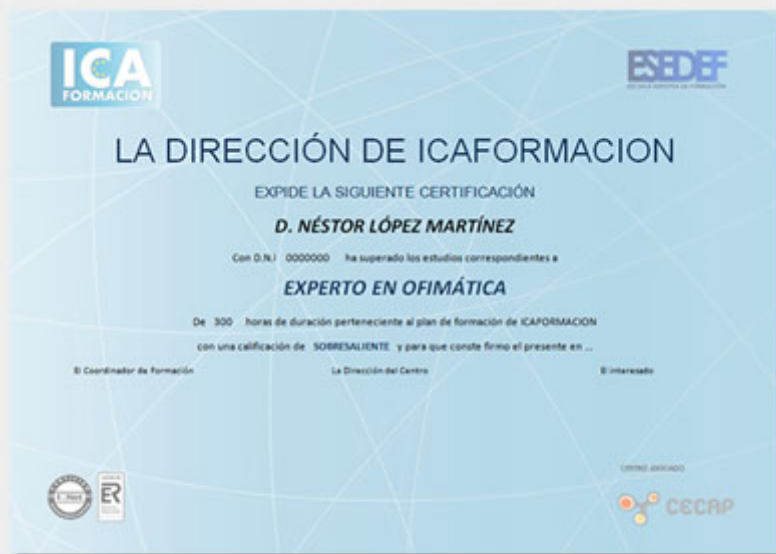 ICA
FORMACION
ESEDEF
LA DIRECCIÓN DE ICAFORMACION
EXPIDE LA SIGUIENTE CERTIFICACIÓN
D. NÉSTOR LÓPEZ MARTÍNEZ
Con D.N.I 0000000 ha superado los estudios correspondientes a
EXPERTO EN OFIMÁTICA
De 300 horas de duración perteneciente al plan de formación de ICAFORMACION
con una calificación de SOBRESALIENTE y para que conste firmo el presente en ...
El Coordinador de Formación La Dirección del Centro El interesado
ER
CENTRO ASOCIADO
CECAP